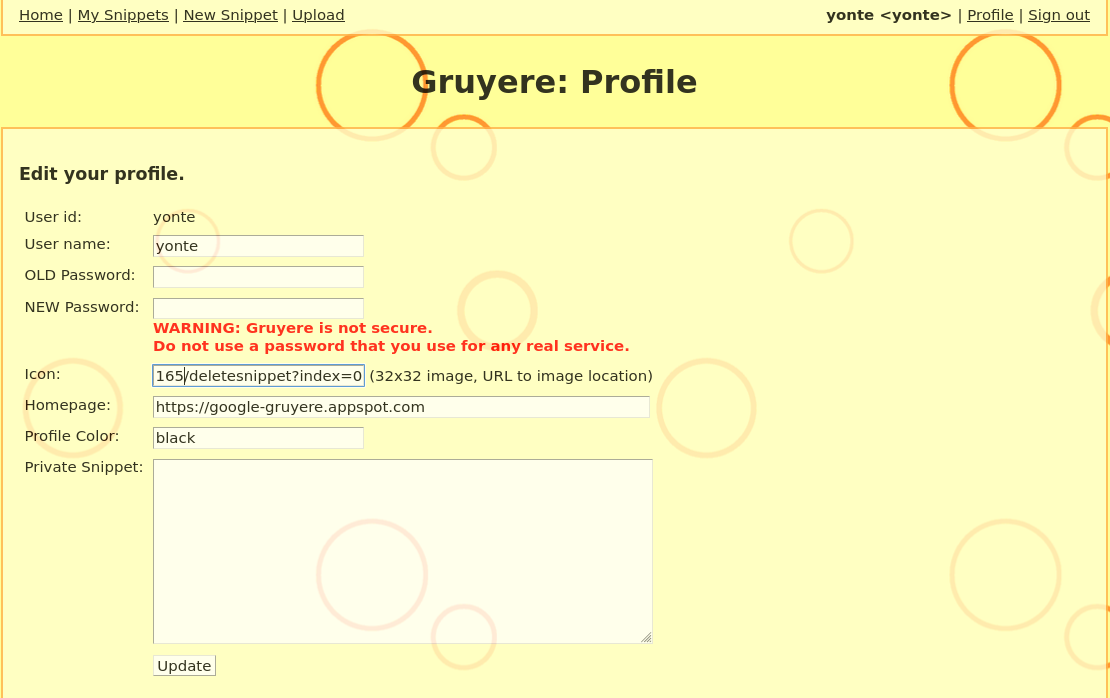 Home | My Snippets | New Snippet | Upload
yonte <yonte> | Profile | Sign out
Gruyere: Profile
Edit your profile.
User id: yonte
User name: yonte
OLD Password:
NEW Password:
WARNING: Gruyere is not secure.
Do not use a password that you use for any real service.
Icon: 165/deletesnippet?index=0 (32x32 image, URL to image location)
Homepage: https://google-gruyere.appspot.com
Profile Color: black
Private Snippet:
Update